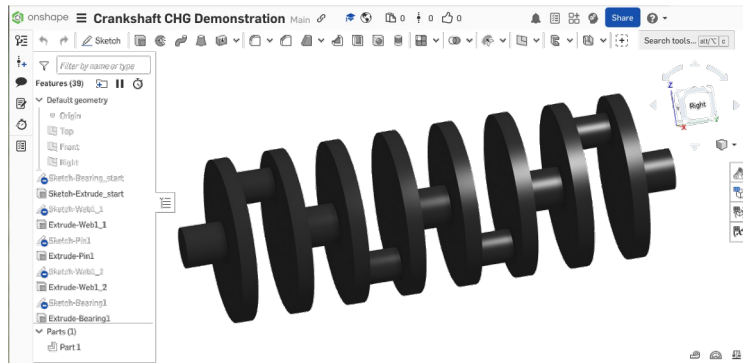 onshape Crankshaft CHG Demonstration Main 0 0 0 Share
Sketch Search tools... alt/⌥ c
Filter by name or type
Features (39)
Default geometry
Origin
Top
Front
Right
Sketch-Bearing_start
Sketch-Extrude_start
Sketch-Web1_1
Extrude-Web1_1
Sketch-Pin1
Extrude-Pin1
Sketch-Web1_2
Extrude-Web1_2
Sketch-Bearing1
Extrude-Bearing1
Parts (1)
Part 1
Z
Right
Y
X